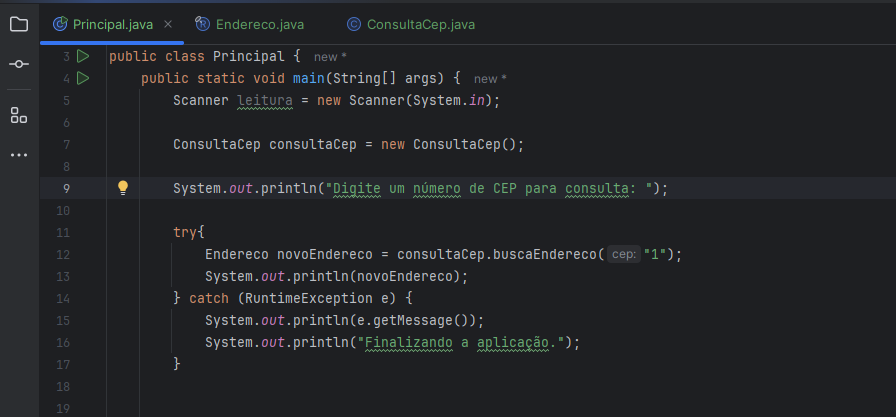 Principal.java Endereco.java ConsultaCep.java
3 public class Principal { new *
4 public static void main(String[] args) { new *
5 Scanner leitura = new Scanner(System.in);
6
7 ConsultaCep consultaCep = new ConsultaCep();
8
9 System.out.println("Digite um número de CEP para consulta: ");
10
11 try{
12 Endereco novoEndereco = consultaCep.buscaEndereco( cep: "1");
13 System.out.println(novoEndereco);
14 } catch (RuntimeException e) {
15 System.out.println(e.getMessage());
16 System.out.println("Finalizando a aplicação.");
17 }
18
19